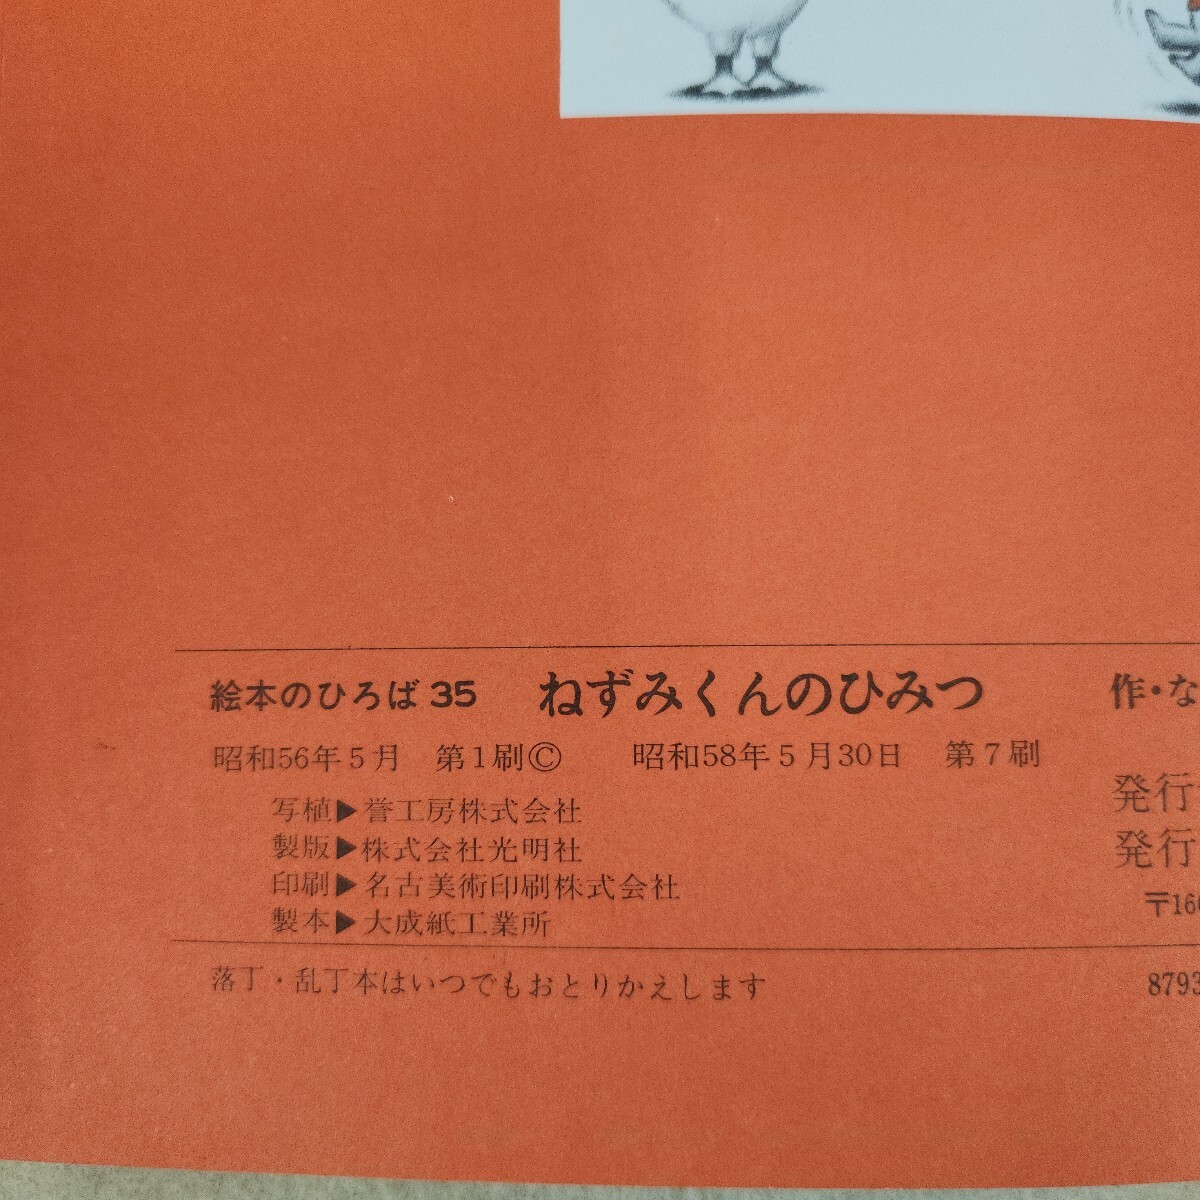 絵本のひろば35 ねずみくんのひみつ 作・な
昭和56年5月 第1刷© 昭和58年5月30日 第7刷
写植▶誉工房株式会社
製版▶株式会社光明社
印刷▶名古美術印刷株式会社
製本▶大成紙工業所
発行
発行
〒160
落丁・乱丁本はいつでもおとりかえします
8793